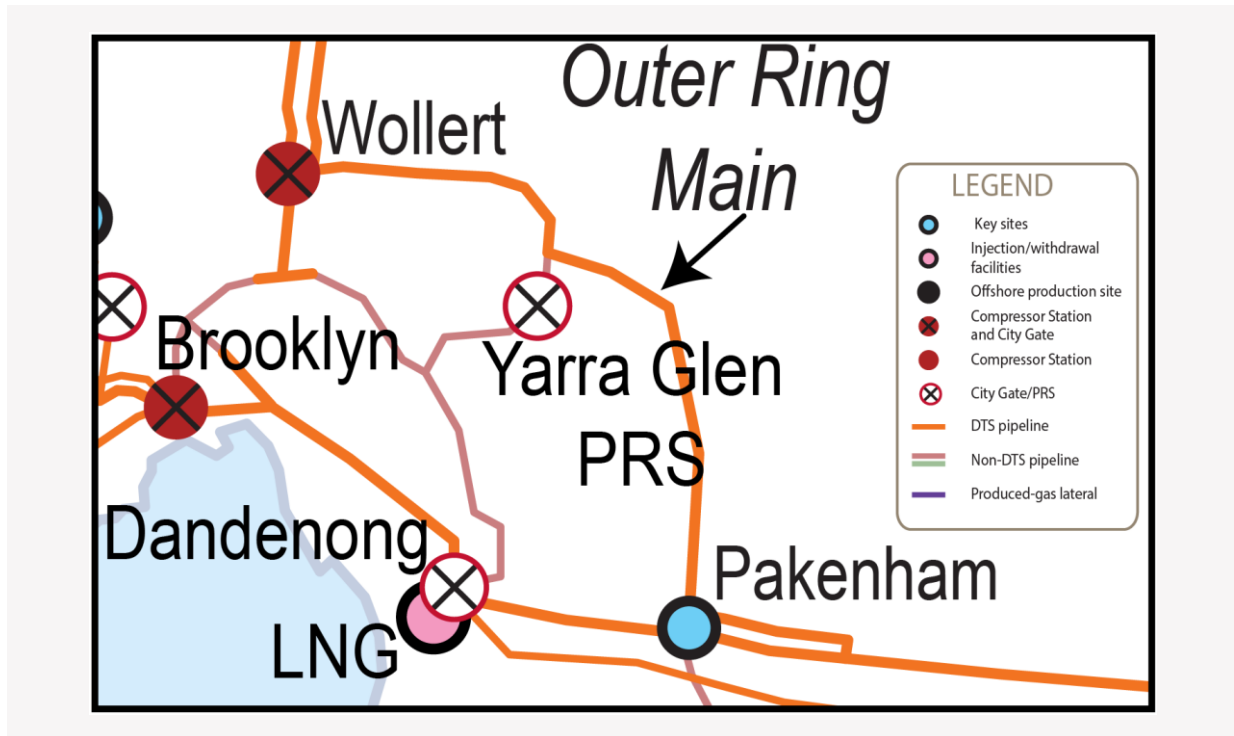 Outer Ring
Main
Wollert
Brooklyn
Yarra Glen
PRS
Dandenong
LNG
Pakenham
LEGEND
Key sites
Injection/withdrawal
facilities
Offshore production site
Compressor Station
and City Gate
Compressor Station
City Gate/PRS
DTS pipeline
Non-DTS pipeline
Produced-gas lateral